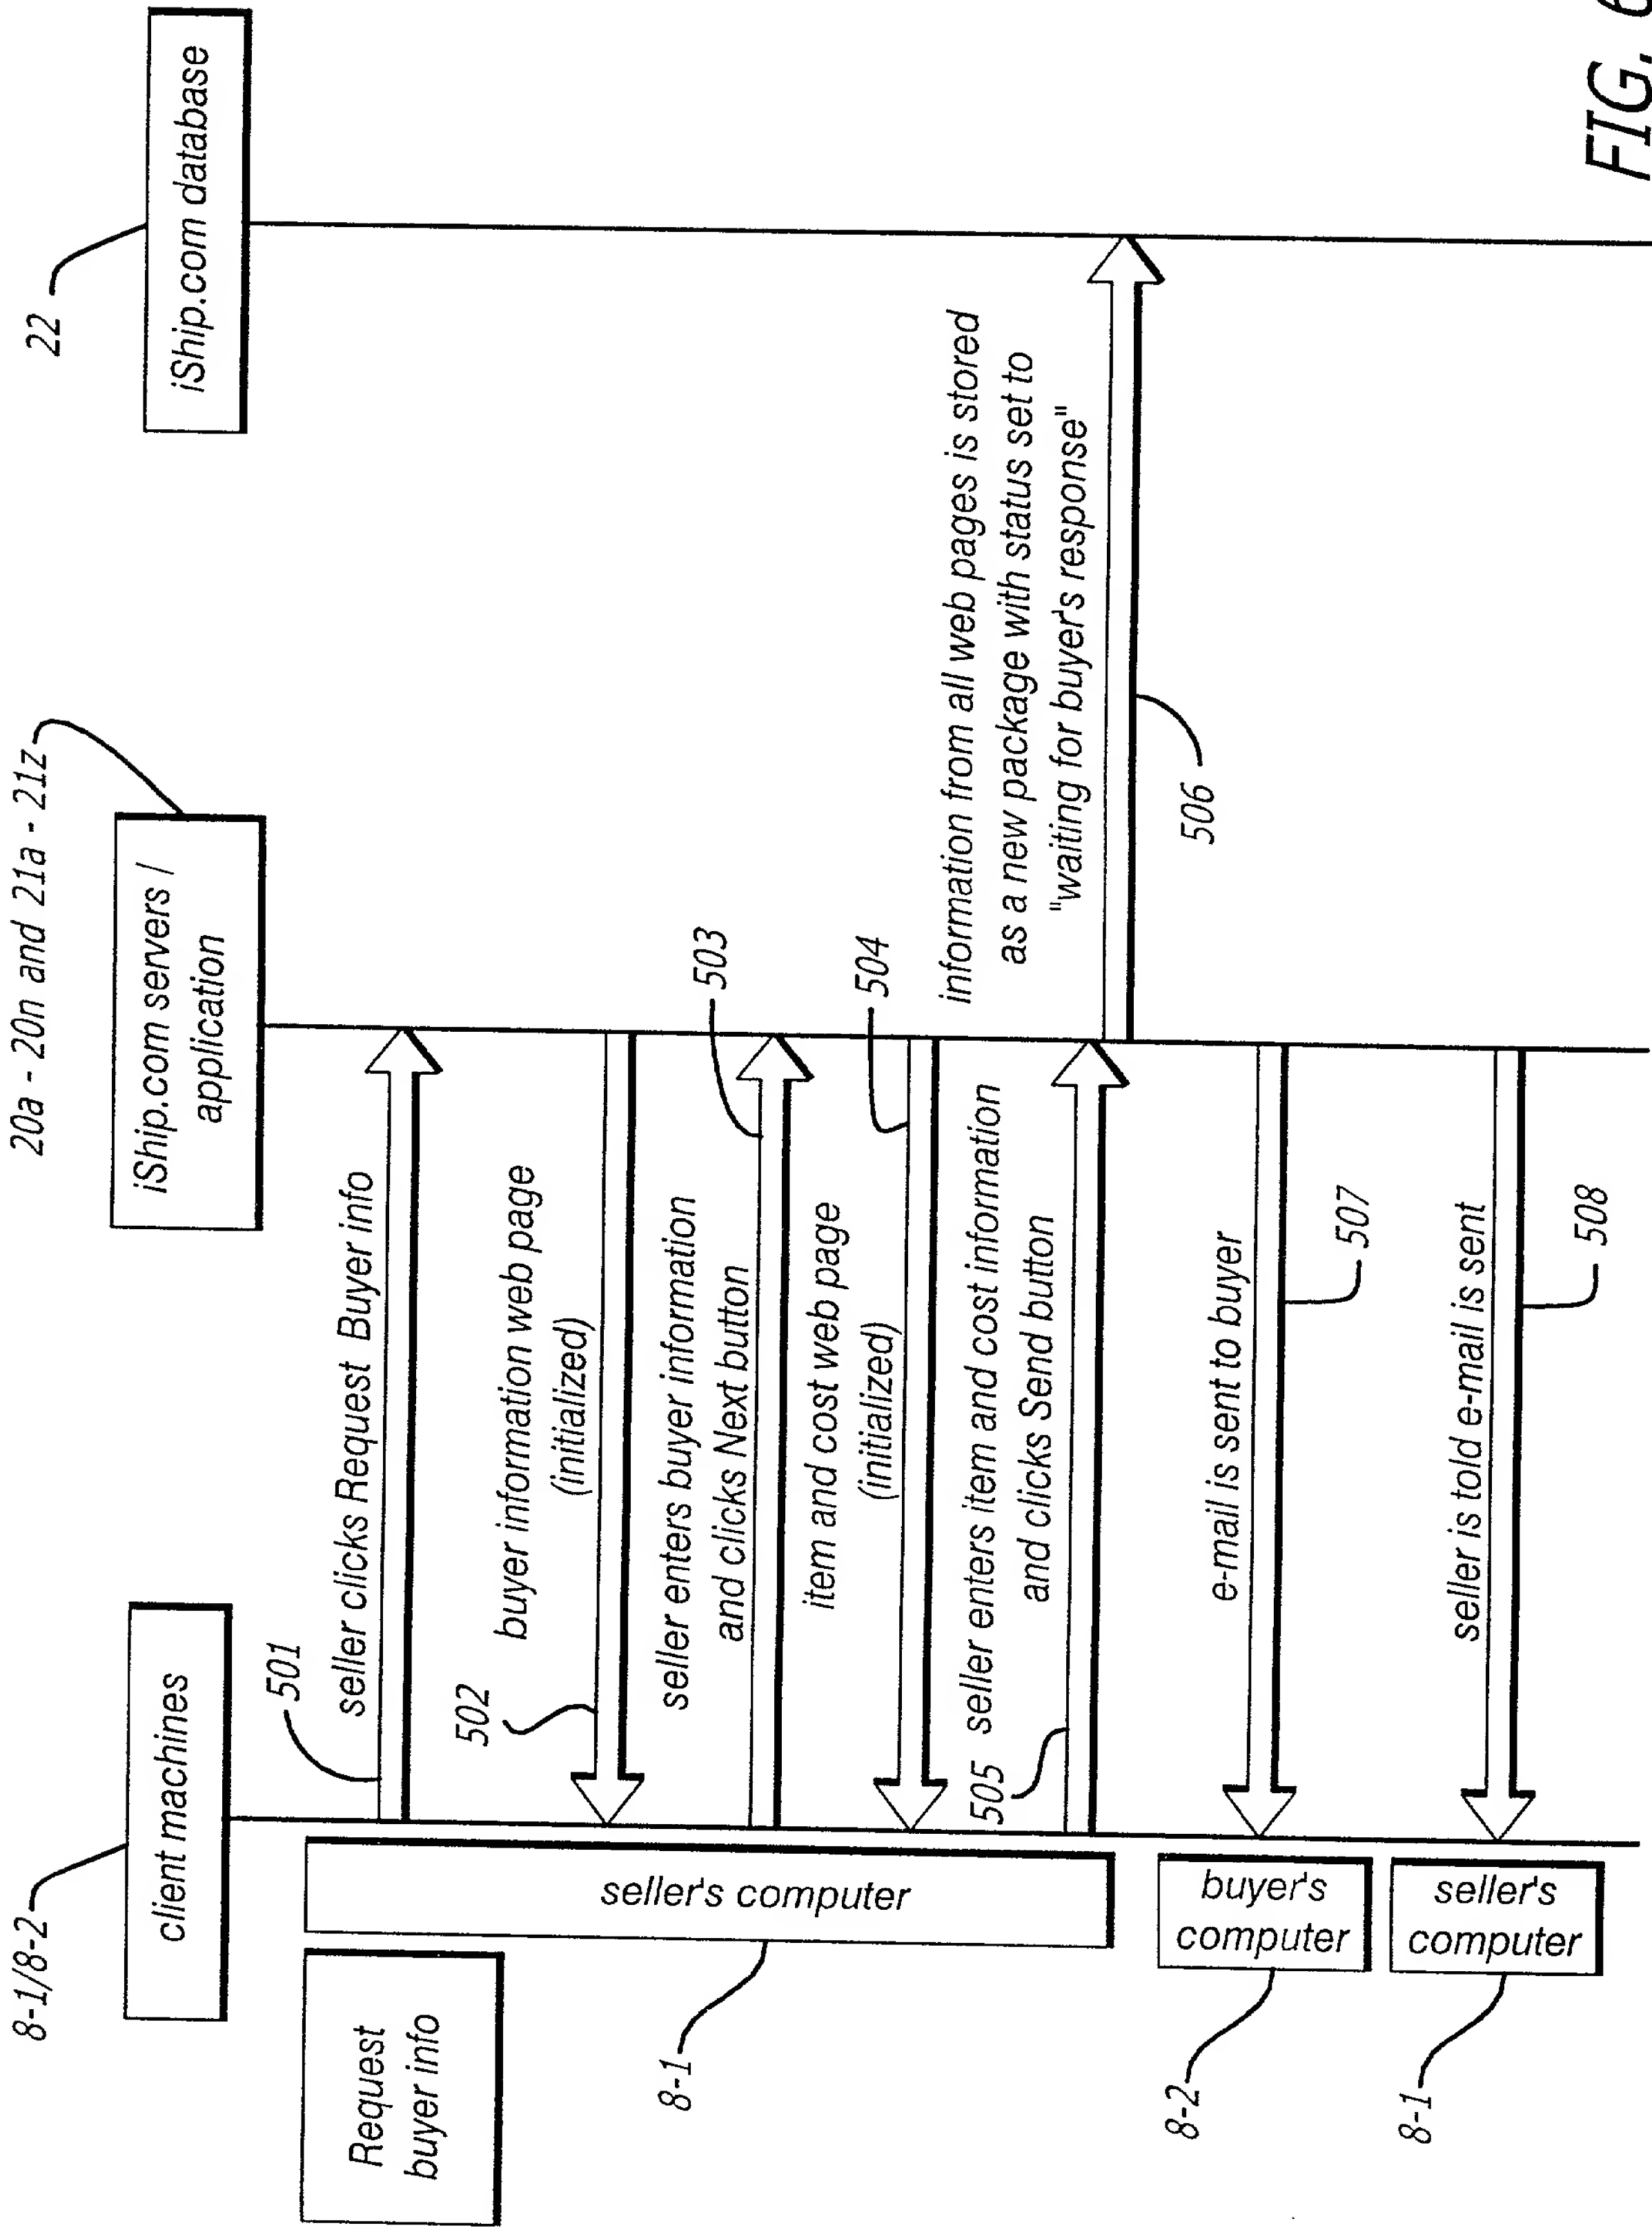 8-1/8-2
client machines
20a - 20n and 21a - 21z
iShip.com servers /
application
22
iShip.com database
Request
buyer info
seller's computer
8-1
501
seller clicks Request Buyer info
502
buyer information web page
(initialized)
seller enters buyer information
and clicks Next button
503
item and cost web page
(initialized)
504
505
seller enters item and cost information
and clicks Send button
information from all web pages is stored
as a new package with status set to
"waiting for buyer's response"
506
buyer's
computer
8-2
e-mail is sent to buyer
507
seller's
computer
8-1
seller is told e-mail is sent
508
FIG. 6